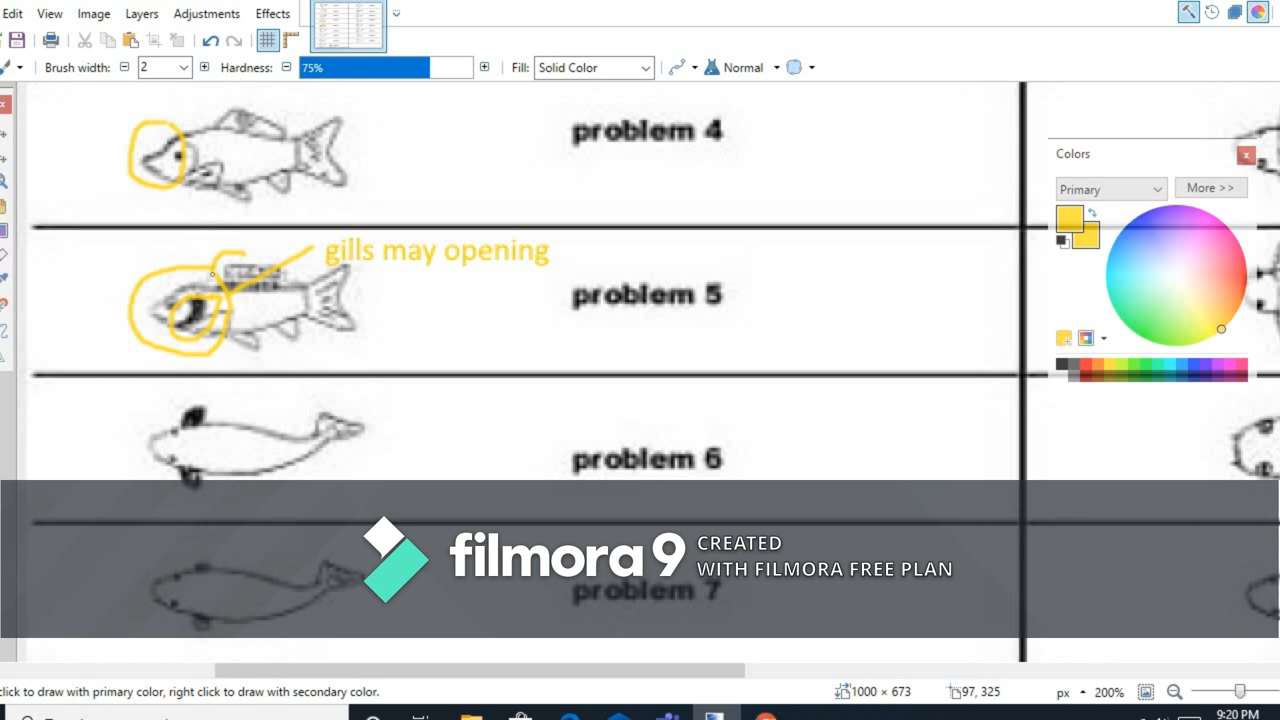 Edit View Image Layers Adjustments Effects
Brush width: 2 Hardness: 75% Fill: Solid Color Normal
problem 4
gills may opening
problem 5
problem 6
problem 7
Colors
Primary More >>
filmora 9 CREATED
WITH FILMORA FREE PLAN
click to draw with primary color, right click to draw with secondary color.
1000 × 673 97, 325 px 200%
9:20 PM